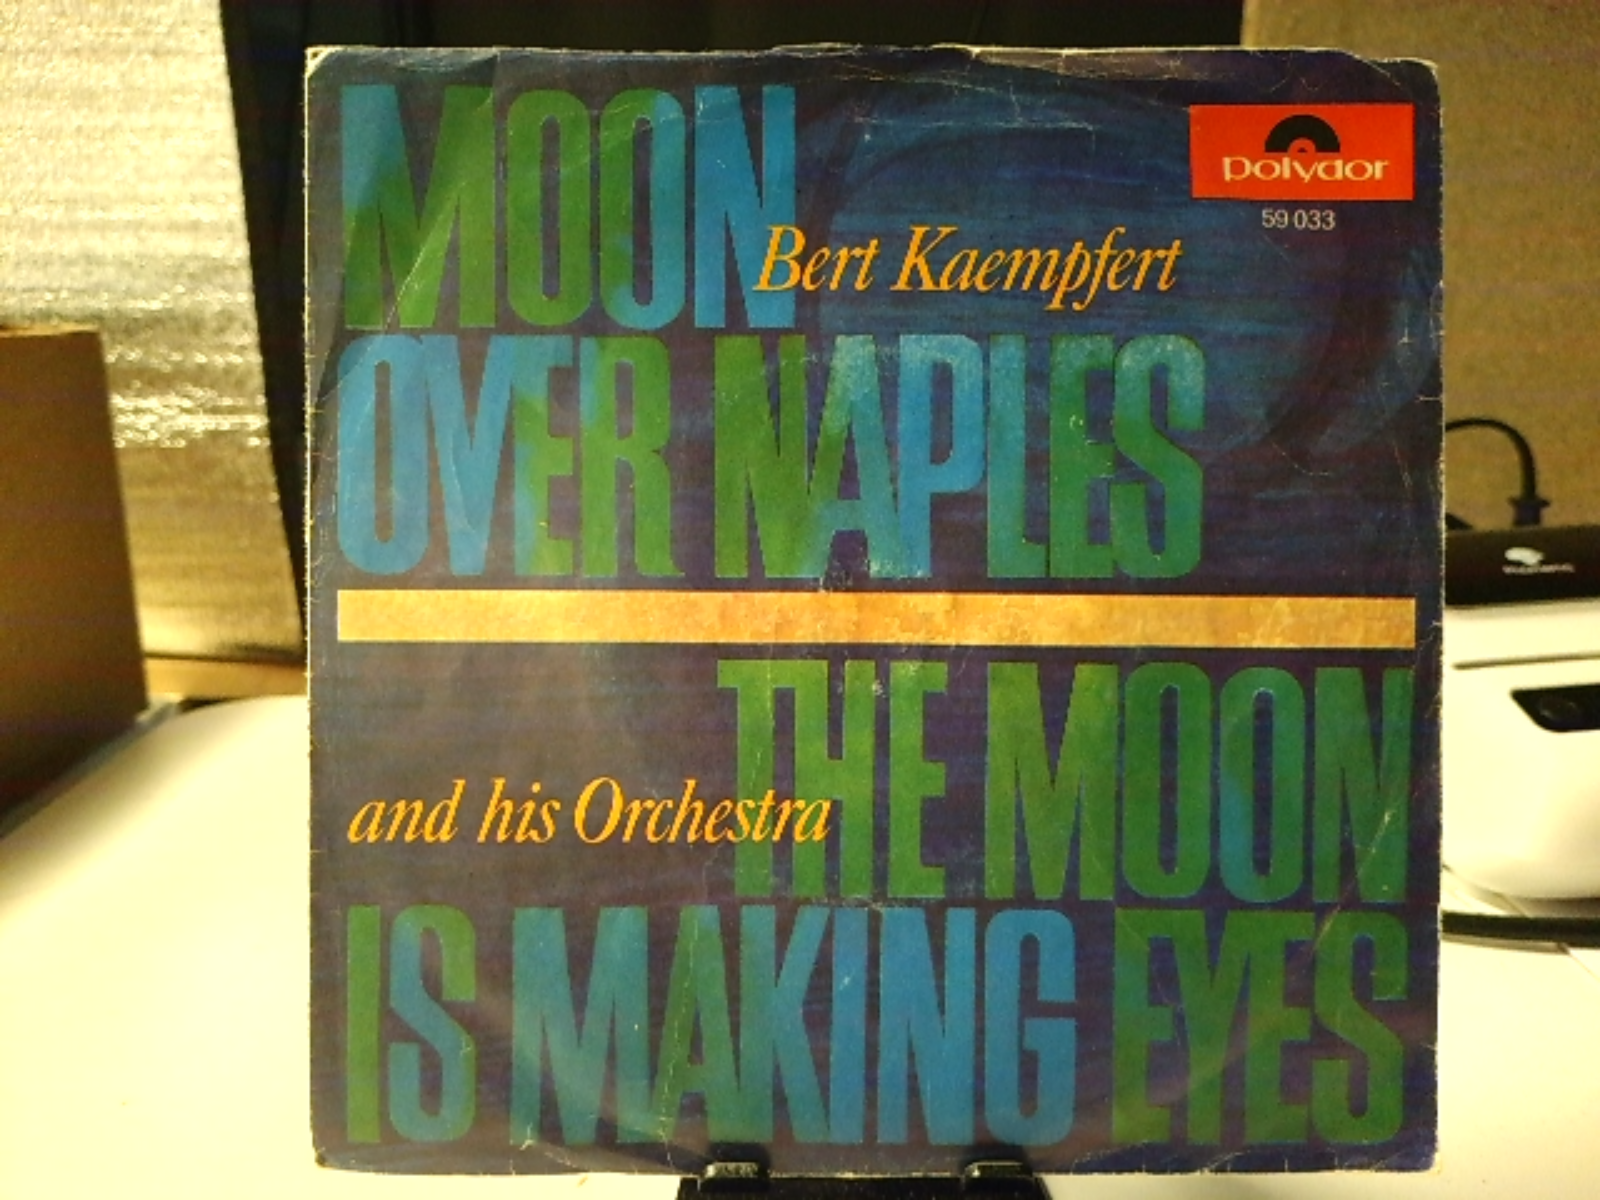 MOON
polydor
59 033
Bert Kaempfert
OVER NAPLES
THE MOON
and his Orchestra
IS MAKING EYES